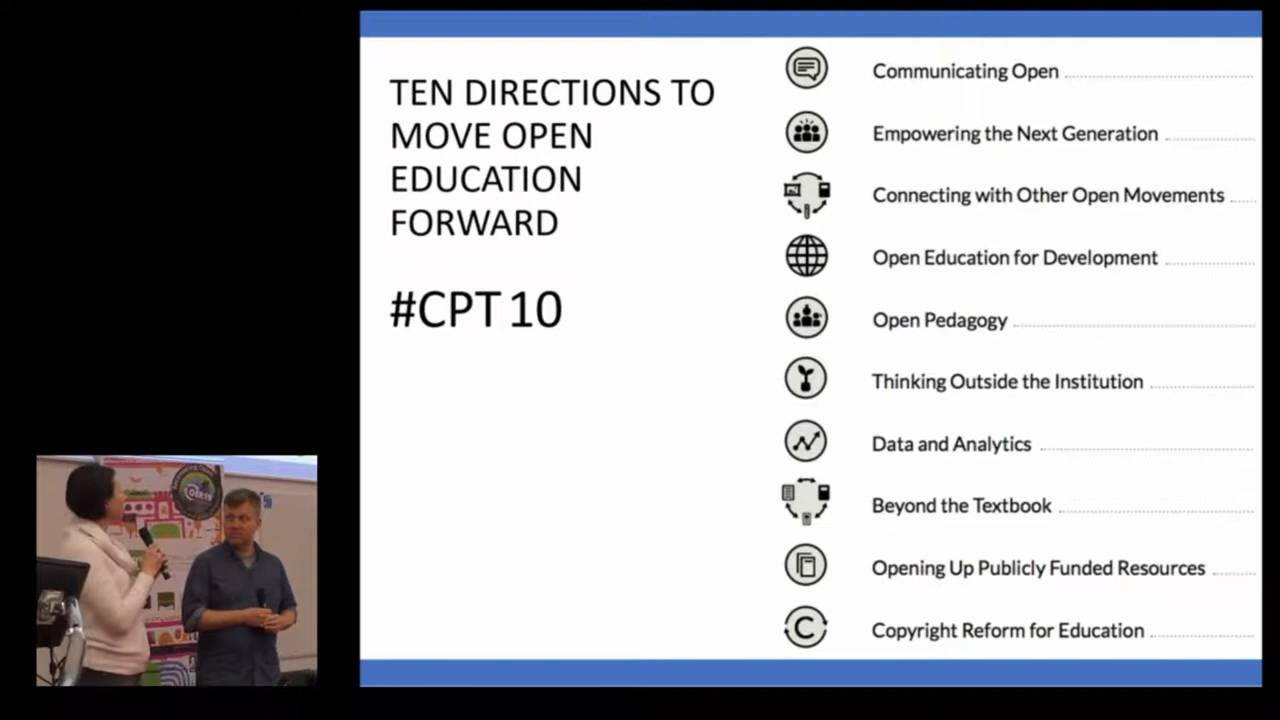 TEN DIRECTIONS TO
MOVE OPEN
EDUCATION
FORWARD
#CPT10
Communicating Open
Empowering the Next Generation
Connecting with Other Open Movements
Open Education for Development
Open Pedagogy
Thinking Outside the Institution
Data and Analytics
Beyond the Textbook
Opening Up Publicly Funded Resources
Copyright Reform for Education
OER19